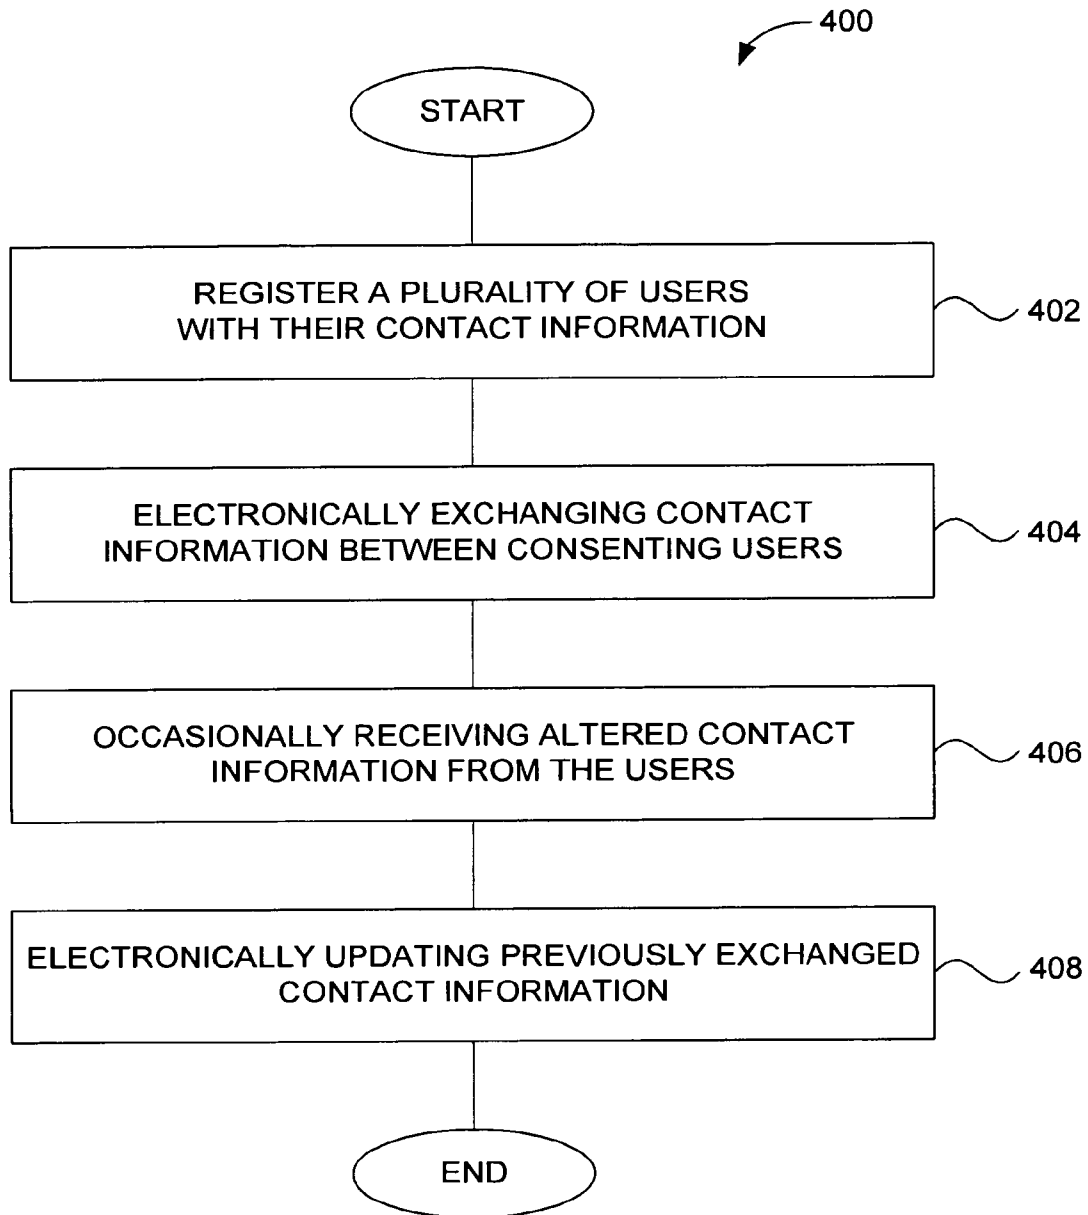 400
START
REGISTER A PLURALITY OF USERS
WITH THEIR CONTACT INFORMATION
402
ELECTRONICALLY EXCHANGING CONTACT
INFORMATION BETWEEN CONSENTING USERS
404
OCCASIONALLY RECEIVING ALTERED CONTACT
INFORMATION FROM THE USERS
406
ELECTRONICALLY UPDATING PREVIOUSLY EXCHANGED
CONTACT INFORMATION
408
END